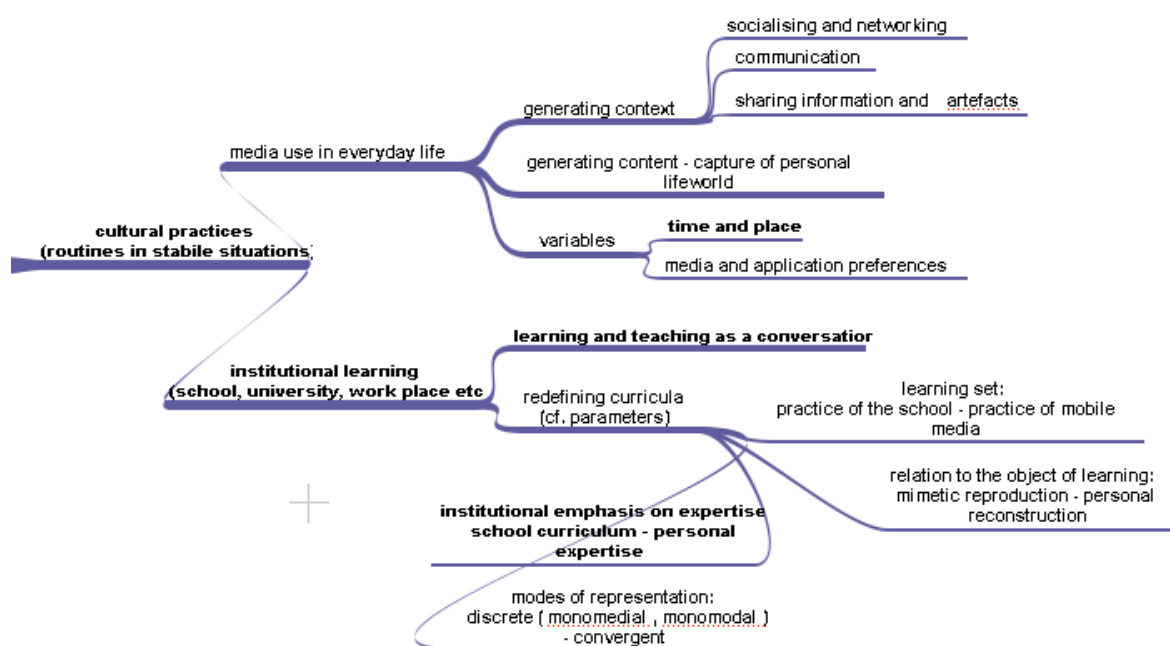 socialising and networking
communication
sharing information and artefacts
generating context
media use in everyday life
generating content - capture of personal
lifeworld
variables
time and place
media and application preferences
cultural practices
(routines in stabile situations)
learning and teaching as a conversation
institutional learning
(school, university, work place etc
redefining curricula
(cf. parameters)
learning set:
practice of the school - practice of mobile
media
relation to the object of learning:
mimetic reproduction - personal
reconstruction
institutional emphasis on expertise
school curriculum - personal
expertise
modes of representation:
discrete ( monomedial , monomodal )
- convergent